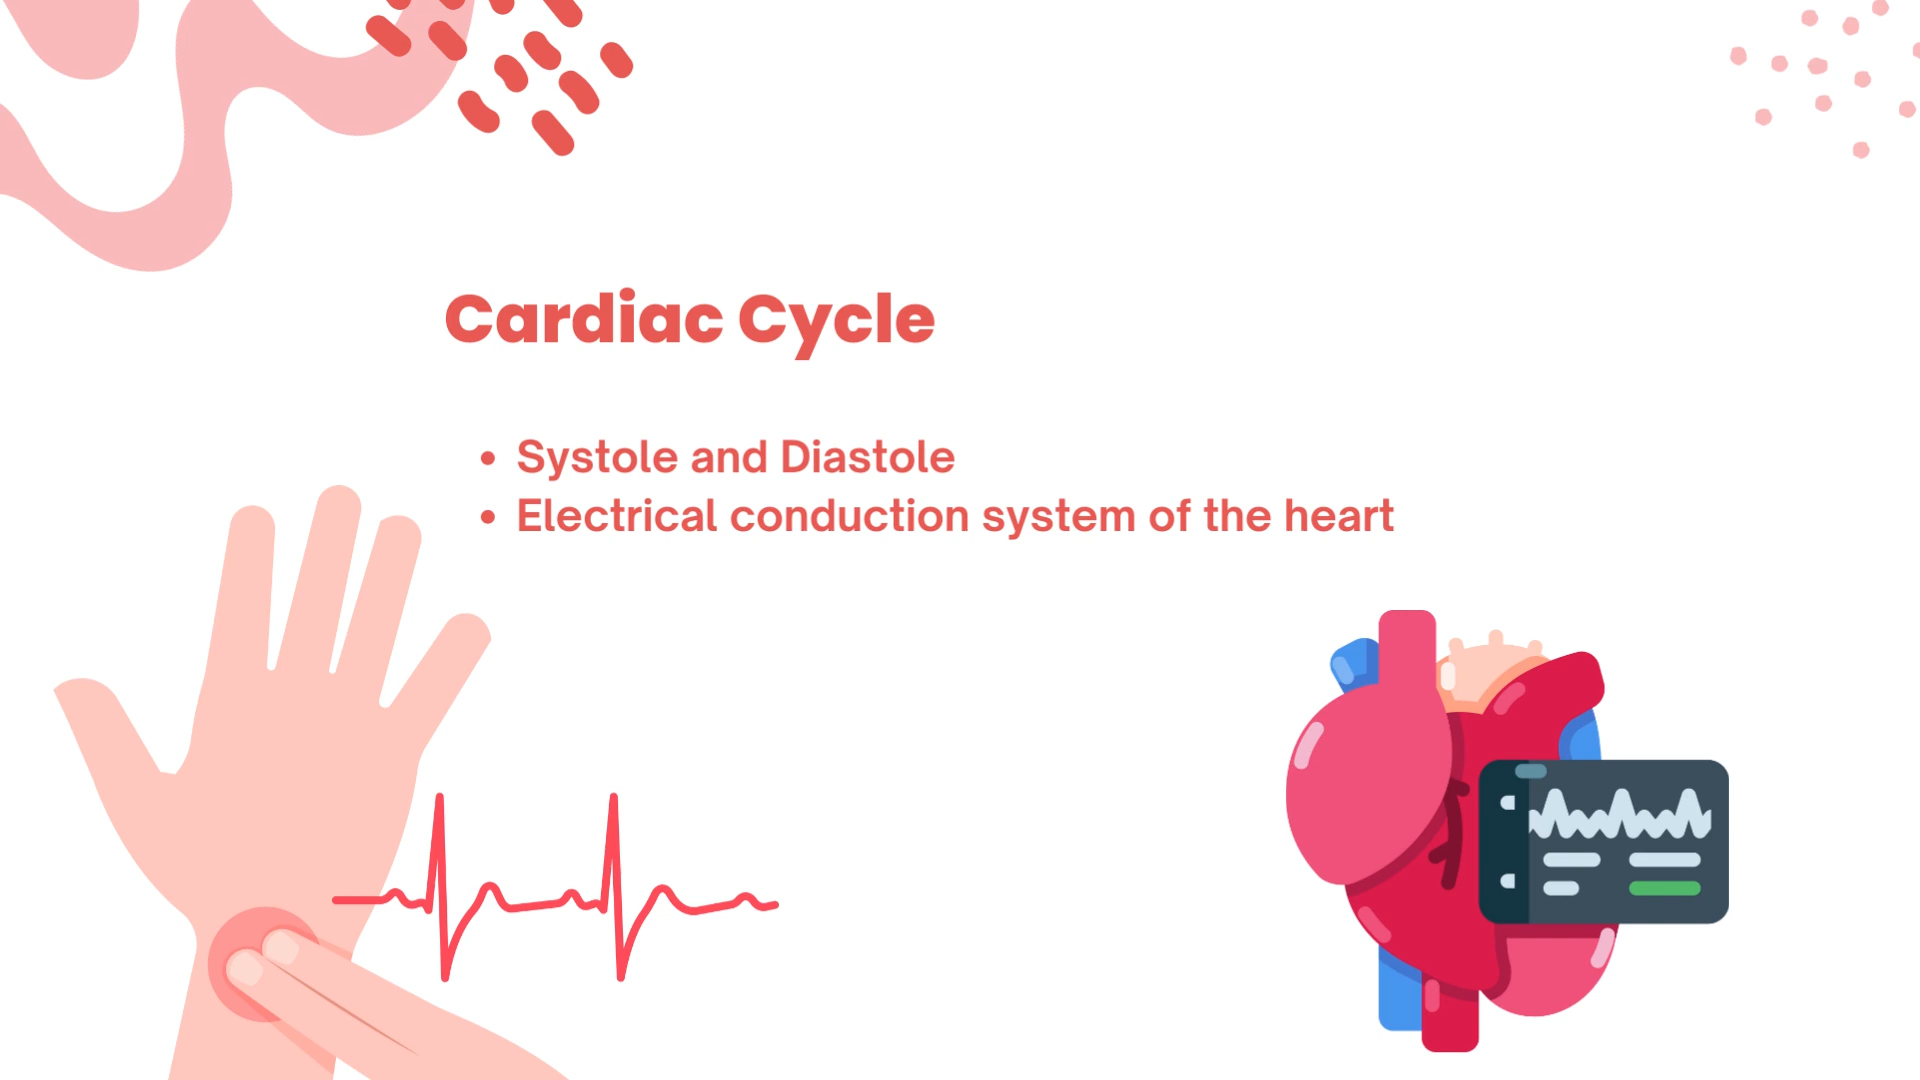 Cardiac Cycle
• Systole and Diastole
• Electrical conduction system of the heart